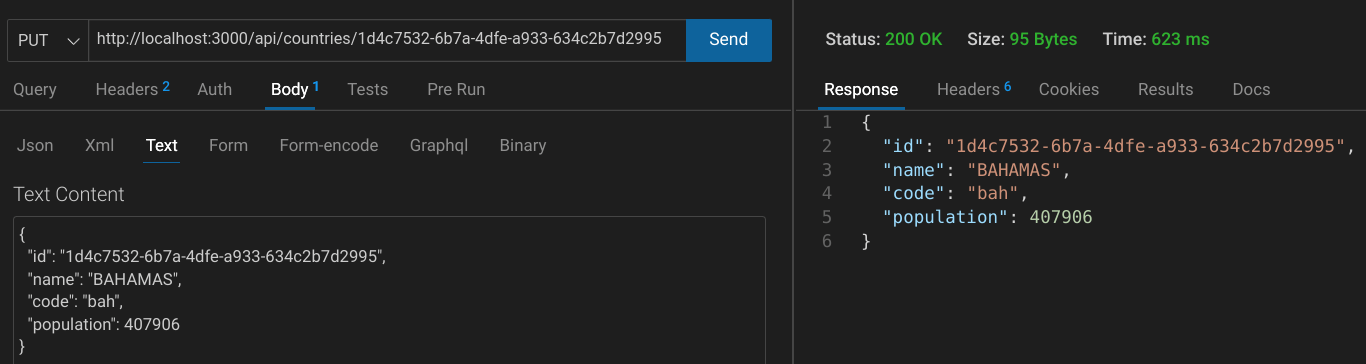 PUT http://localhost:3000/api/countries/1d4c7532-6b7a-4dfe-a933-634c2b7d2995 Send
Query Headers 2 Auth Body 1 Tests Pre Run
Json Xml Text Form Form-encode Graphql Binary
Text Content
{
"id": "1d4c7532-6b7a-4dfe-a933-634c2b7d2995",
"name": "BAHAMAS",
"code": "bah",
"population": 407906
}
Status: 200 OK Size: 95 Bytes Time: 623 ms
Response Headers 6 Cookies Results Docs
1 {
2 "id": "1d4c7532-6b7a-4dfe-a933-634c2b7d2995",
3 "name": "BAHAMAS",
4 "code": "bah",
5 "population": 407906
6 }